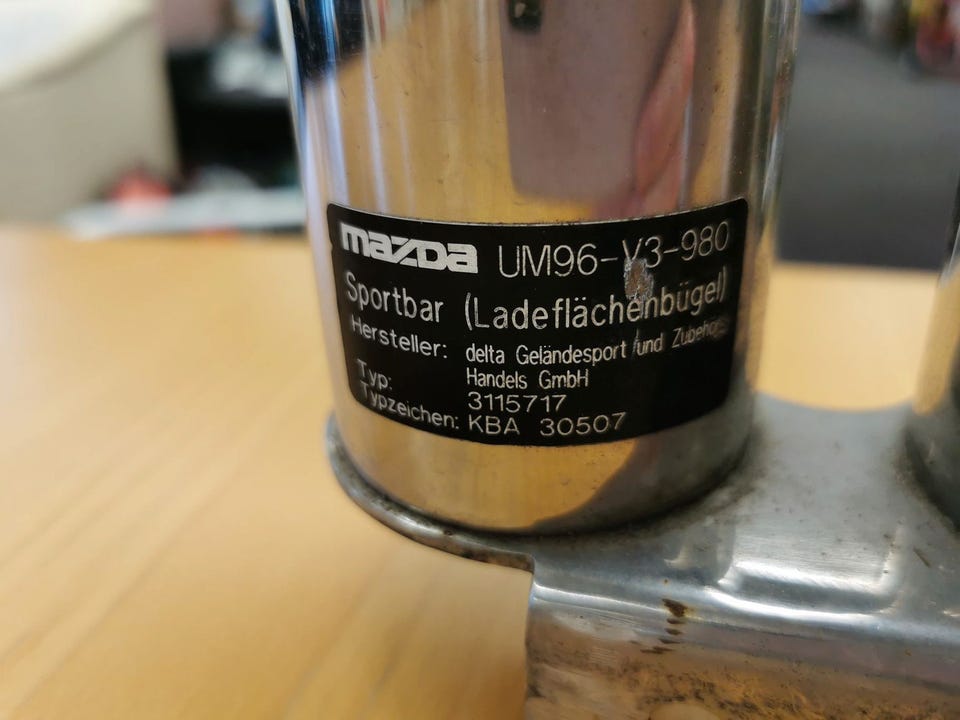 mazda UM96-V3-980
Sportbar (Ladeflächenbügel)
Hersteller: delta Geländesport und Zubehör
Handels GmbH
Typ: 3115717
Typzeichen: KBA 30507